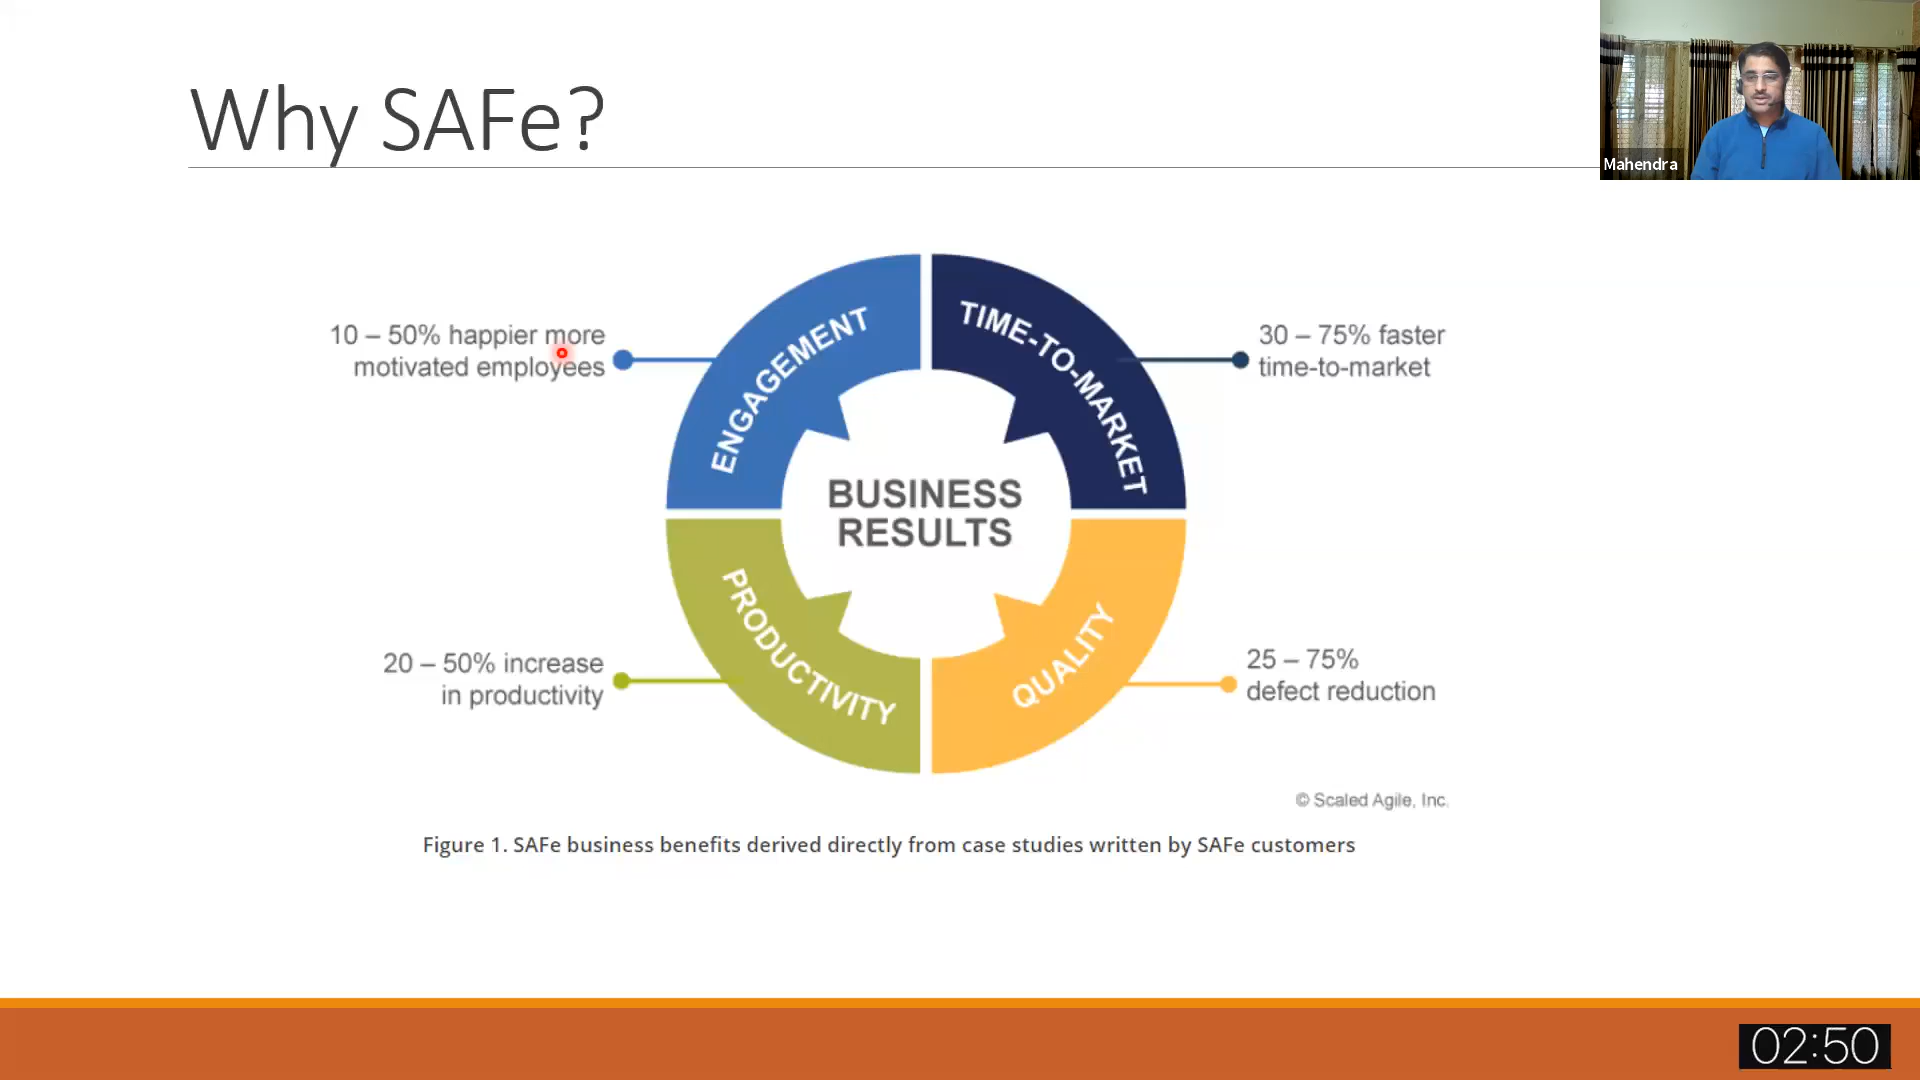 Why SAFe?
Mahendra
10 – 50% happier more
motivated employees
ENGAGEMENT
TIME-TO-MARKET
30 – 75% faster
time-to-market
BUSINESS
RESULTS
20 – 50% increase
in productivity
PRODUCTIVITY
QUALITY
25 – 75%
defect reduction
© Scaled Agile, Inc.
Figure 1. SAFe business benefits derived directly from case studies written by SAFe customers
02:50